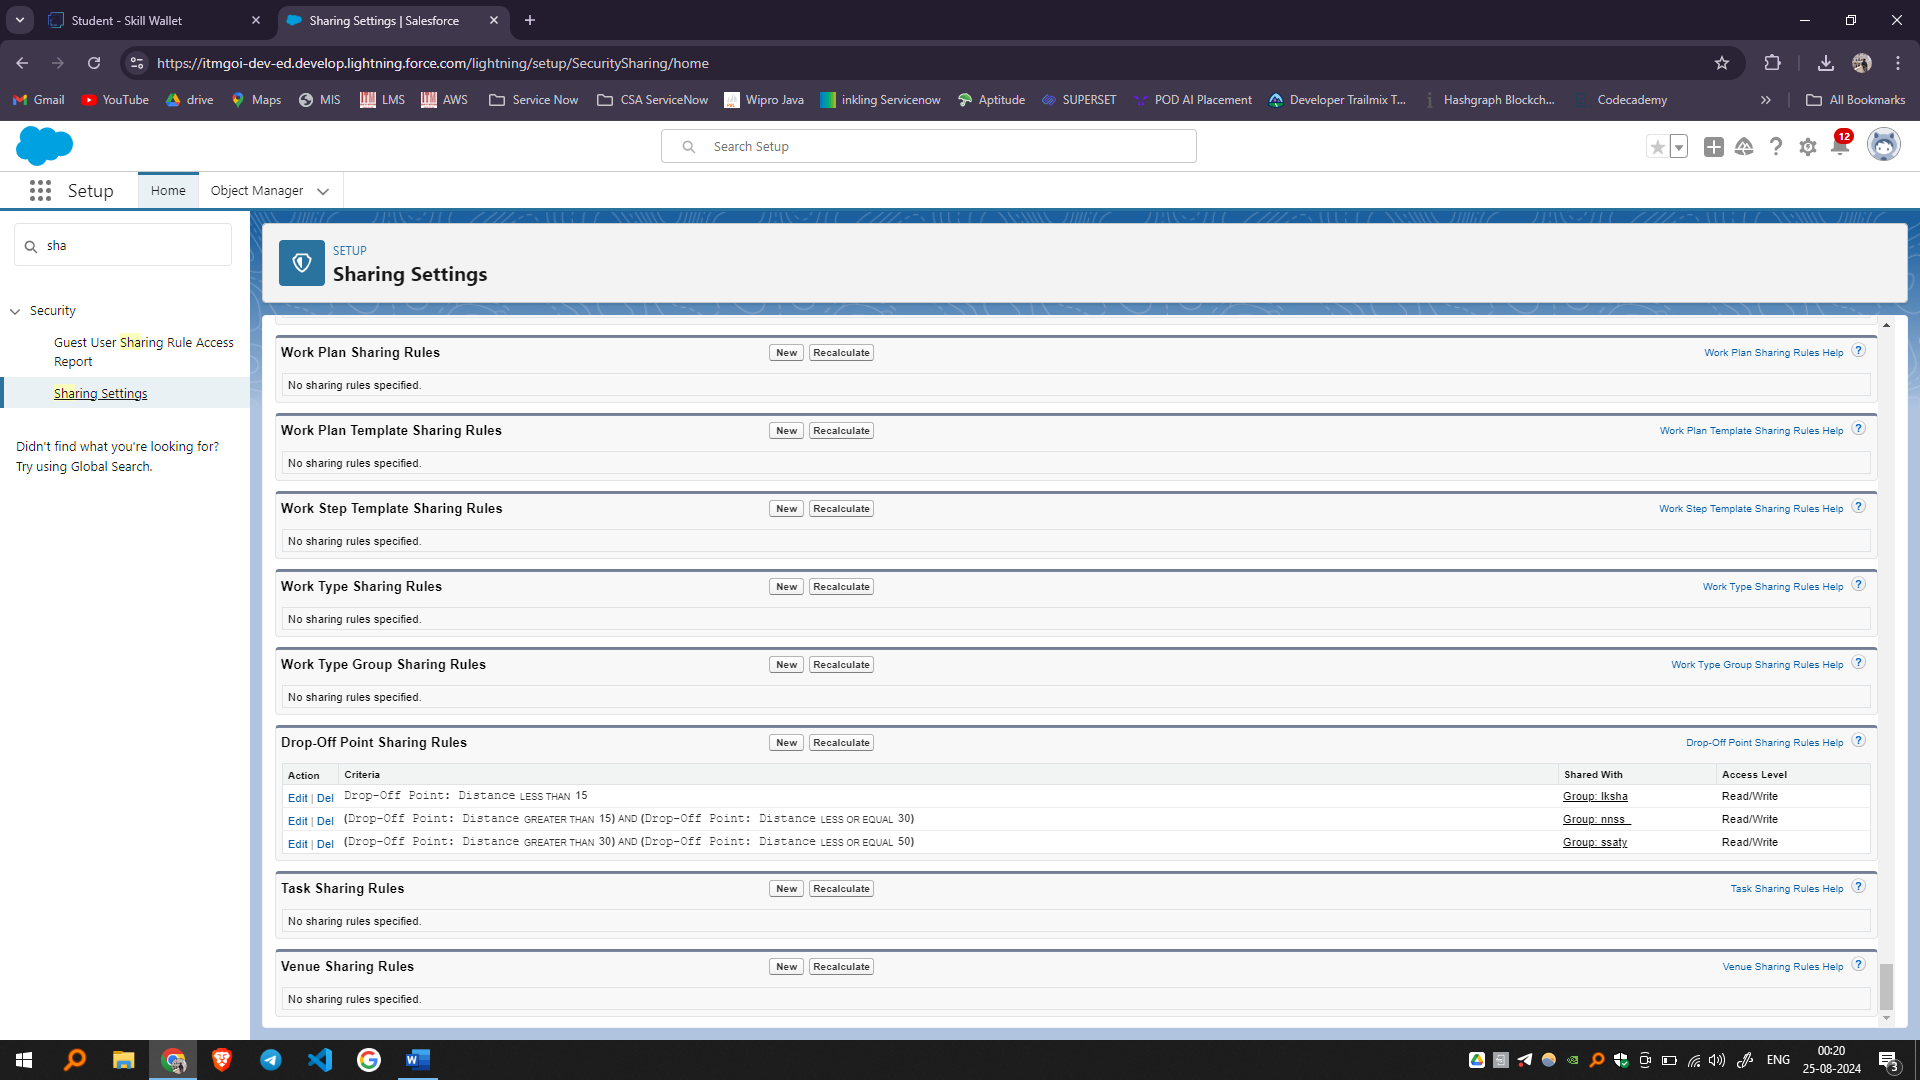 Student - Skill Wallet
Sharing Settings | Salesforce
https://itmgoi-dev-ed.develop.lightning.force.com/lightning/setup/SecuritySharing/home
Gmail
YouTube
drive
Maps
MIS
LMS
AWS
Service Now
CSA ServiceNow
Wipro Java
inkling Servicenow
Aptitude
SUPERSET
POD AI Placement
Developer Trailmix T...
Hashgraph Blockch...
Codecademy
All Bookmarks
Search Setup
12
Setup
Home
Object Manager
sha
Security
Guest User Sharing Rule Access
Report
Sharing Settings
Didn't find what you're looking for?
Try using Global Search.
SETUP
Sharing Settings
Work Plan Sharing Rules New Recalculate Work Plan Sharing Rules Help ?
No sharing rules specified.
Work Plan Template Sharing Rules New Recalculate Work Plan Template Sharing Rules Help ?
No sharing rules specified.
Work Step Template Sharing Rules New Recalculate Work Step Template Sharing Rules Help ?
No sharing rules specified.
Work Type Sharing Rules New Recalculate Work Type Sharing Rules Help ?
No sharing rules specified.
Work Type Group Sharing Rules New Recalculate Work Type Group Sharing Rules Help ?
No sharing rules specified.
Drop-Off Point Sharing Rules New Recalculate Drop-Off Point Sharing Rules Help ?
Action Criteria Shared With Access Level
Edit | Del Drop-Off Point: Distance LESS THAN 15 Group: Iksha Read/Write
Edit | Del (Drop-Off Point: Distance GREATER THAN 15) AND (Drop-Off Point: Distance LESS OR EQUAL 30) Group: nnss_ Read/Write
Edit | Del (Drop-Off Point: Distance GREATER THAN 30) AND (Drop-Off Point: Distance LESS OR EQUAL 50) Group: ssaty Read/Write
Task Sharing Rules New Recalculate Task Sharing Rules Help ?
No sharing rules specified.
Venue Sharing Rules New Recalculate Venue Sharing Rules Help ?
No sharing rules specified.
ENG
00:20
25-08-2024
3